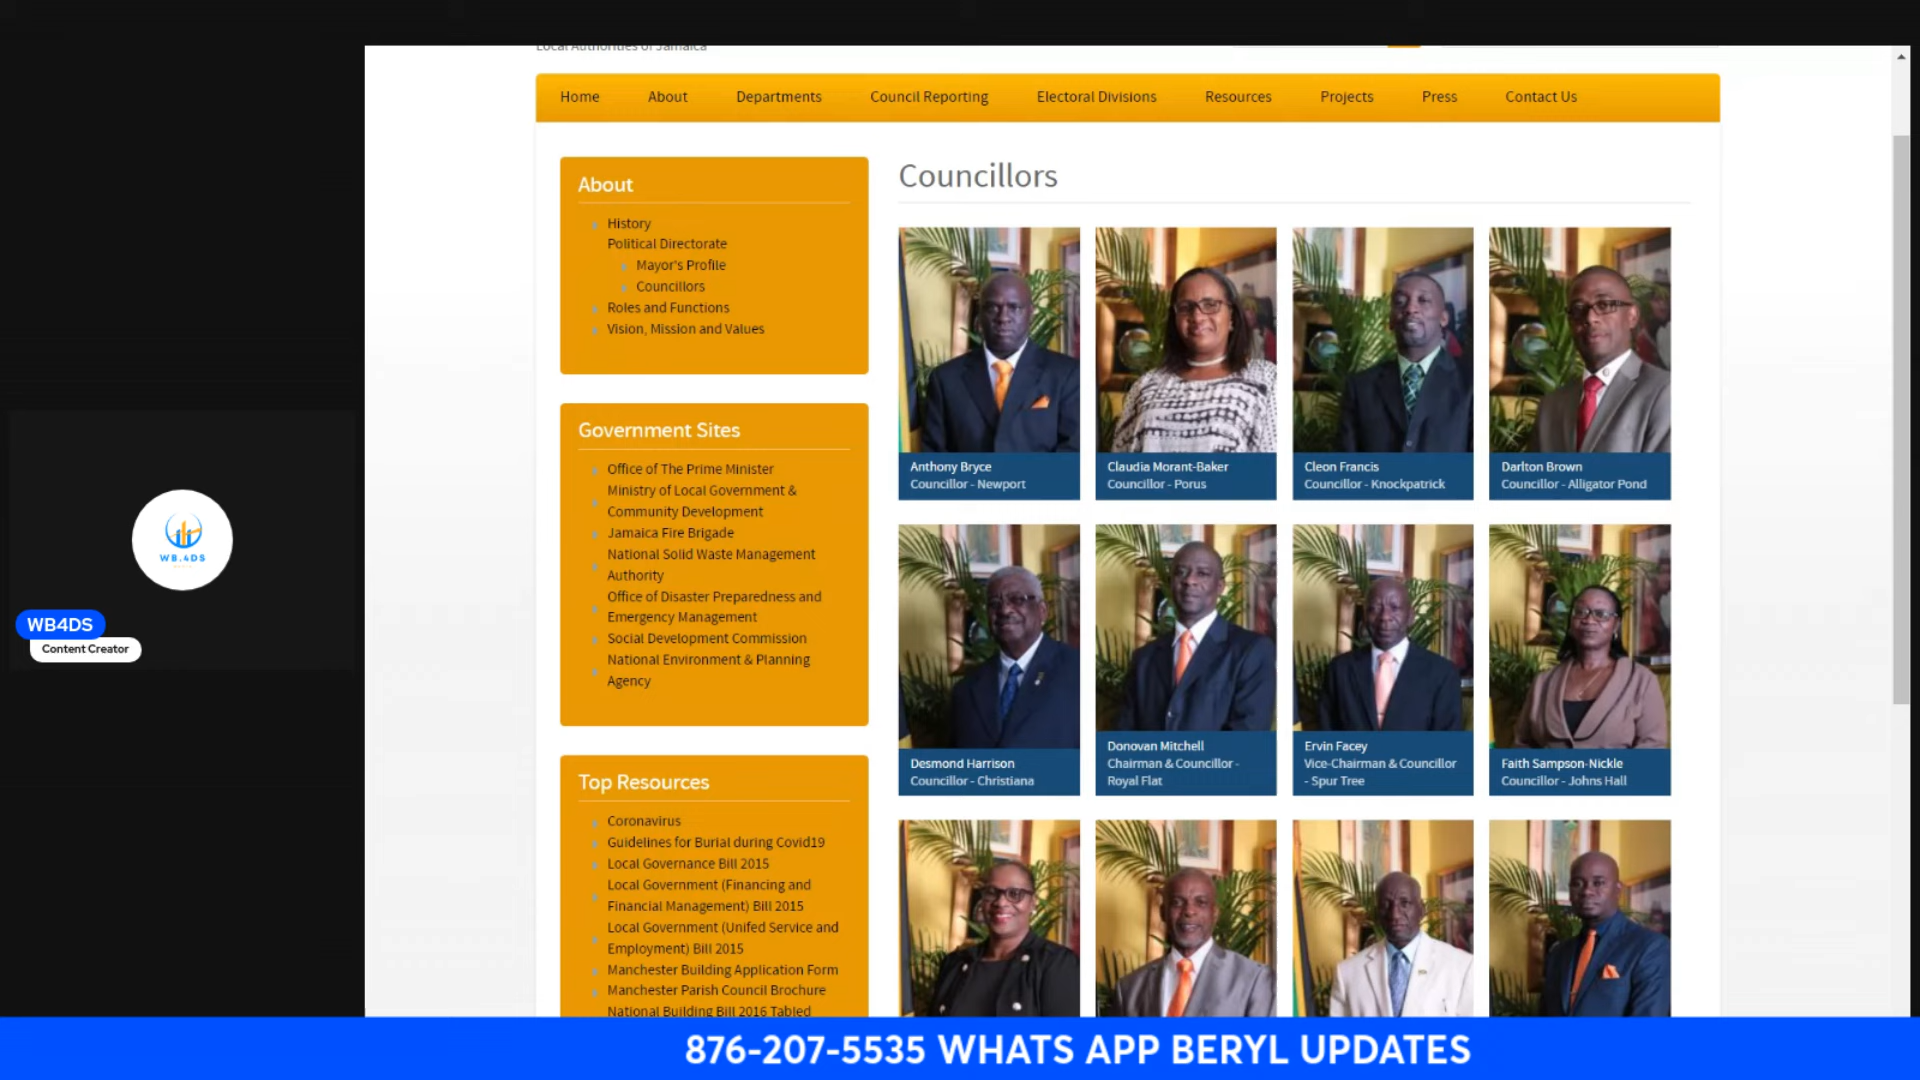 Local Authorities of Jamaica
Home About Departments Council Reporting Electoral Divisions Resources Projects Press Contact Us
About
History
Political Directorate
Mayor's Profile
Councillors
Roles and Functions
Vision, Mission and Values
Government Sites
Office of The Prime Minister
Ministry of Local Government &
Community Development
Jamaica Fire Brigade
National Solid Waste Management
Authority
Office of Disaster Preparedness and
Emergency Management
Social Development Commission
National Environment & Planning
Agency
Top Resources
Coronavirus
Guidelines for Burial during Covid19
Local Governance Bill 2015
Local Government (Financing and
Financial Management) Bill 2015
Local Government (Unifed Service and
Employment) Bill 2015
Manchester Building Application Form
Manchester Parish Council Brochure
National Building Bill 2016 Tabled
Councillors
Anthony Bryce
Councillor - Newport
Claudia Morant-Baker
Councillor - Porus
Cleon Francis
Councillor - Knockpatrick
Darlton Brown
Councillor - Alligator Pond
Desmond Harrison
Councillor - Christiana
Donovan Mitchell
Chairman & Councillor -
Royal Flat
Ervin Facey
Vice-Chairman & Councillor
- Spur Tree
Faith Sampson-Nickle
Councillor - Johns Hall
WB.4DS
WB4DS
Content Creator
876-207-5535 WHATS APP BERYL UPDATES